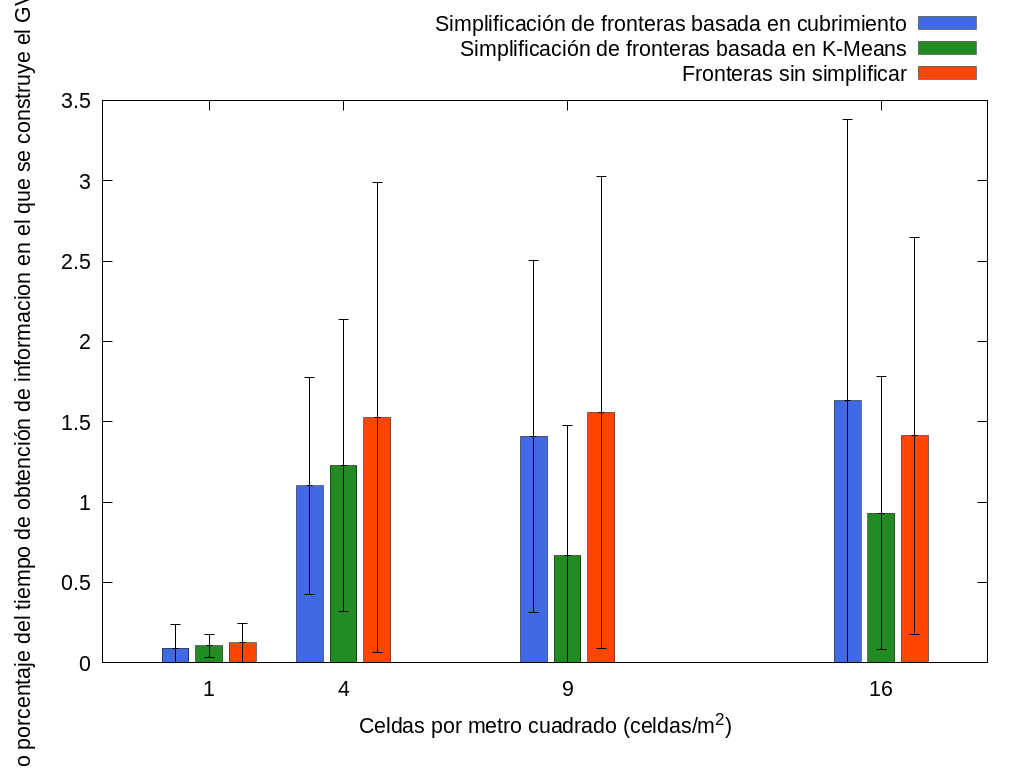 Simplificación de fronteras basada en cubrimiento
Simplificación de fronteras basada en K-Means
Fronteras sin simplificar
o porcentaje del tiempo de obtención de informacion en el que se construye el GV
3.5
3
2.5
2
1.5
1
0.5
0
1 4 9 16
Celdas por metro cuadrado (celdas/m²)